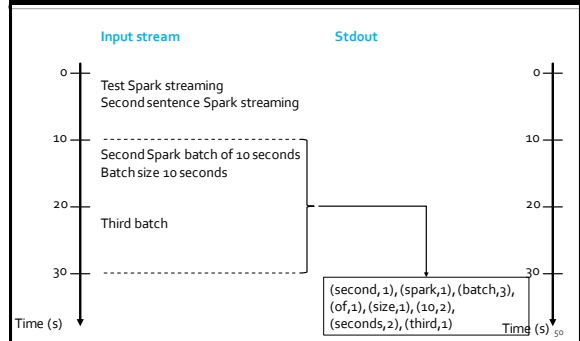 Input stream
Stdout
0
0
Test Spark streaming
Second sentence Spark streaming
10
10
Second Spark batch of 10 seconds
Batch size 10 seconds
20
20
Third batch
30
30
(second,1), (spark,1), (batch,3),
(of,1), (size,1), (10,2),
(seconds,2), (third,1)
Time (s)
Time (s)
50